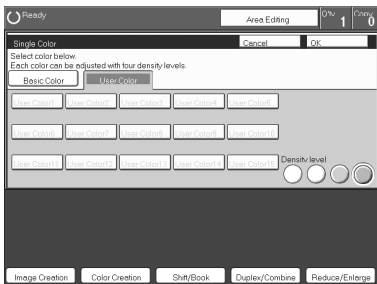 Ready
Area Editing
Qty 1
Copy 0
Single Color
Cancel
OK
Select color below.
Each color can be adjusted with four density levels.
Basic Color
User Color
User Color1 User Color2 User Color3 User Color4 User Color5
User Color6 User Color7 User Color8 User Color9 User Color10
User Color11 User Color12 User Color13 User Color14 User Color15
Density level
Image Creation
Color Creation
Shift/Book
Duplex/Combine
Reduce/Enlarge